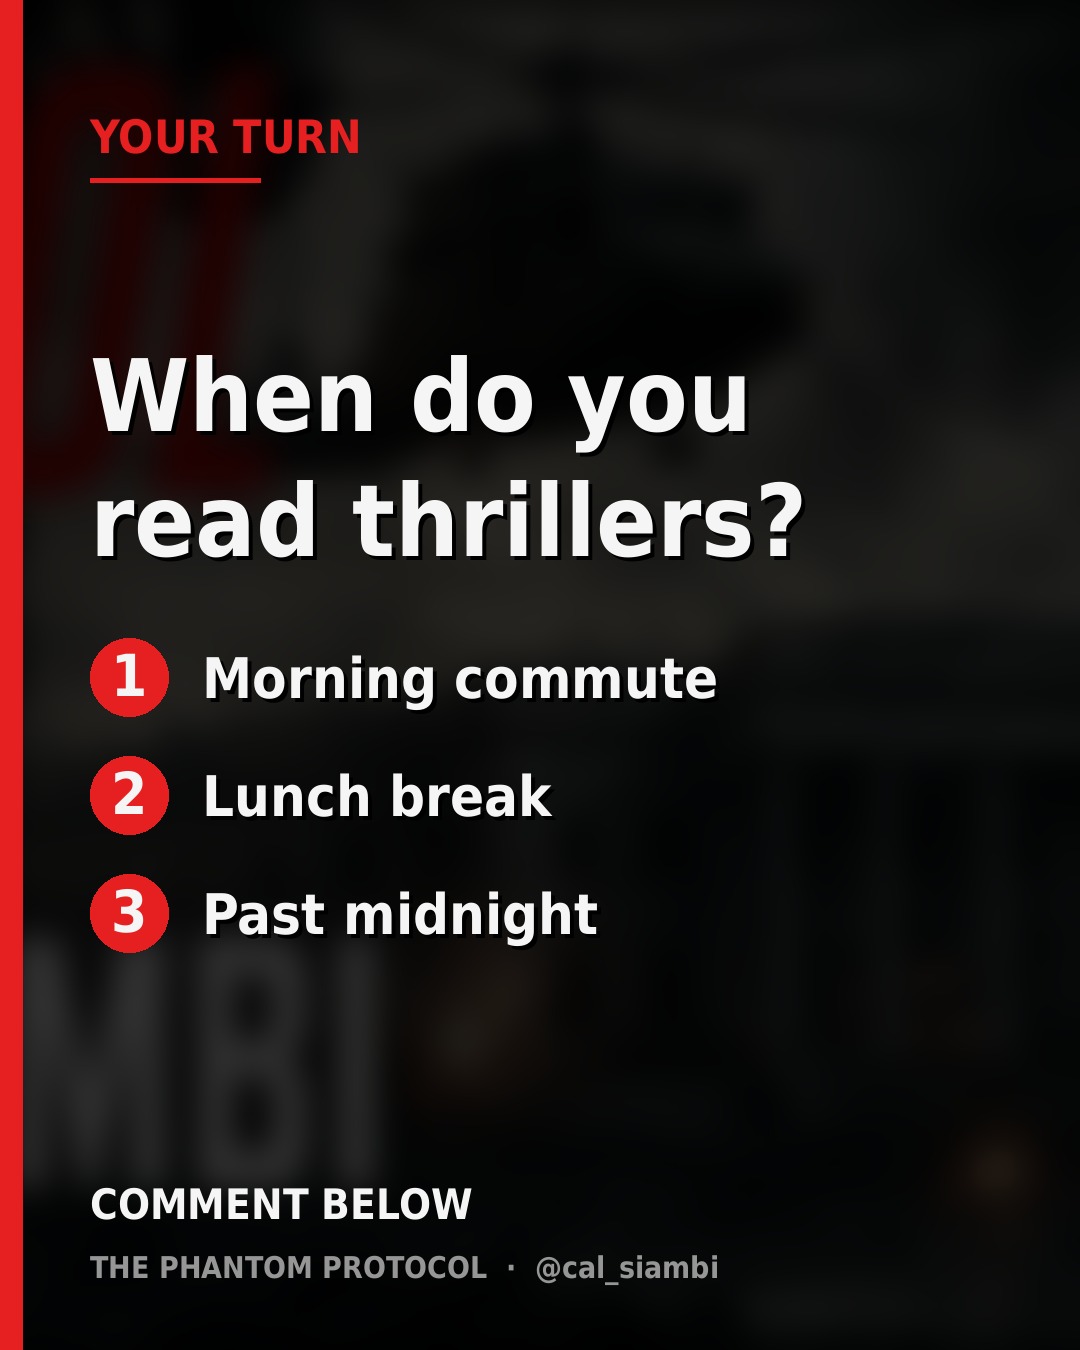 YOUR TURN
When do you
read thrillers?
1 Morning commute
2 Lunch break
3 Past midnight
MBI
COMMENT BELOW
THE PHANTOM PROTOCOL · @cal_siambi